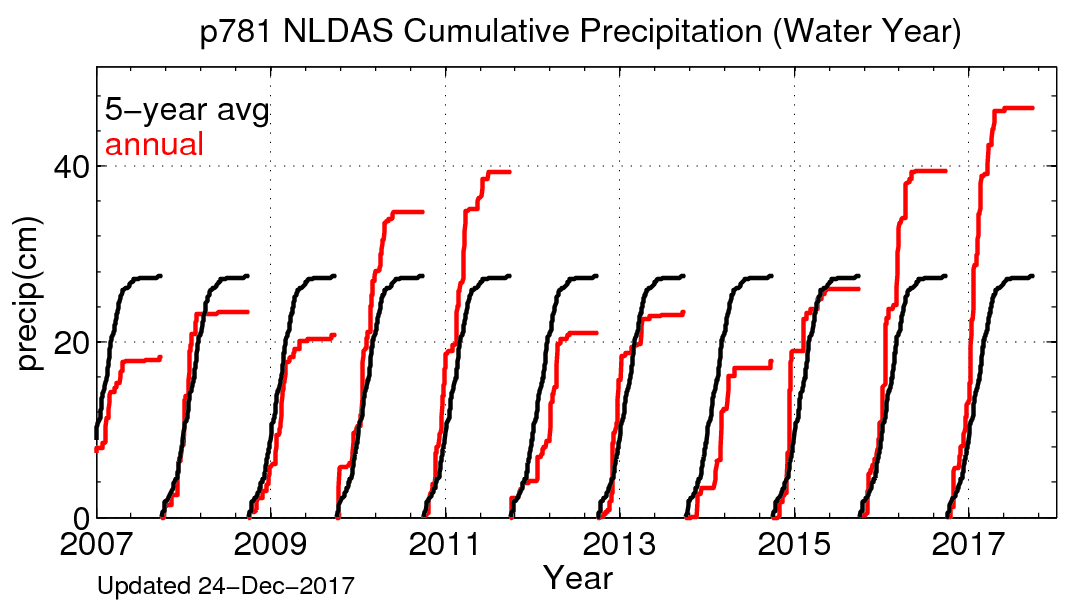 p781 NLDAS Cumulative Precipitation (Water Year)
5−year avg
annual
precip(cm)
40
20
0
2007 2009 2011 2013 2015 2017
Year
Updated 24−Dec−2017